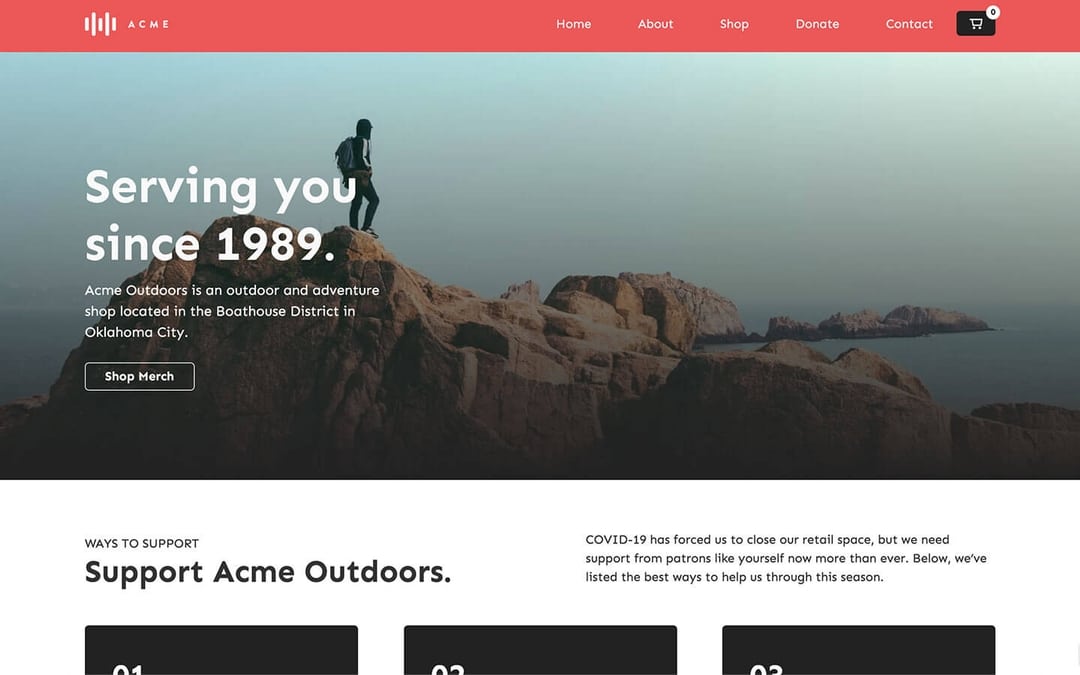 ACME
Home
About
Shop
Donate
Contact
0
Serving you
since 1989.
Acme Outdoors is an outdoor and adventure
shop located in the Boathouse District in
Oklahoma City.
Shop Merch
WAYS TO SUPPORT
Support Acme Outdoors.
COVID-19 has forced us to close our retail space, but we need
support from patrons like yourself now more than ever. Below, we’ve
listed the best ways to help us through this season.
01
02
03